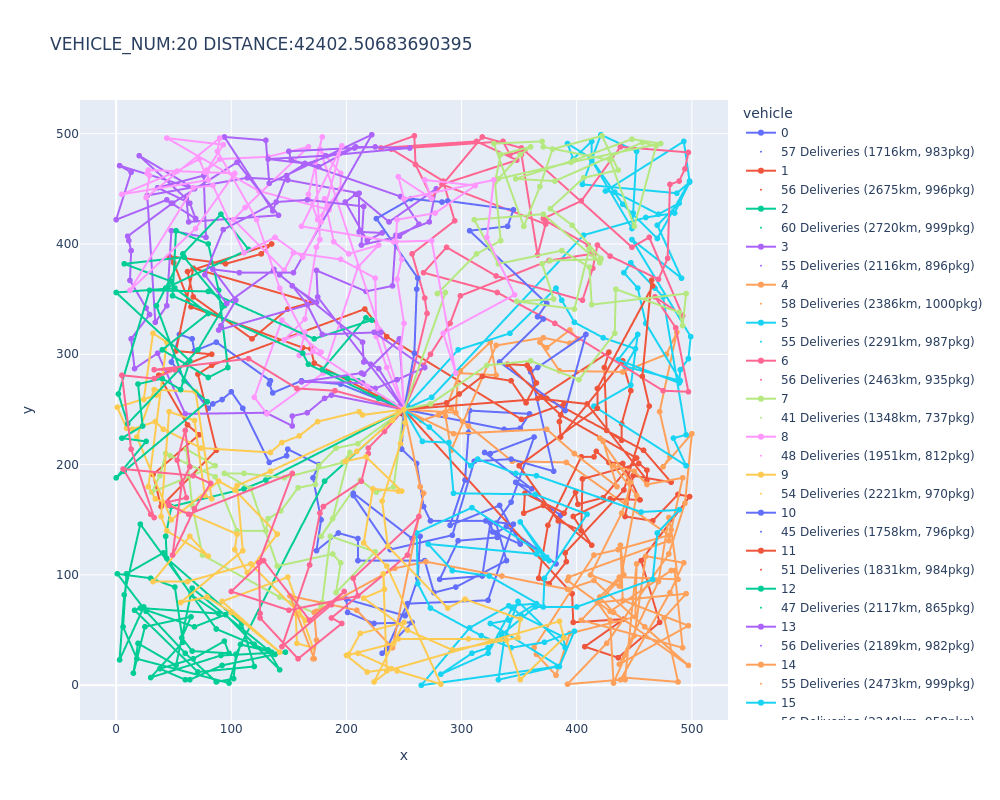 VEHICLE_NUM:20 DISTANCE:42402.50683690395
vehicle
0
57 Deliveries (1716km, 983pkg)
1
56 Deliveries (2675km, 996pkg)
2
60 Deliveries (2720km, 999pkg)
3
55 Deliveries (2116km, 896pkg)
4
58 Deliveries (2386km, 1000pkg)
5
55 Deliveries (2291km, 987pkg)
6
56 Deliveries (2463km, 935pkg)
7
41 Deliveries (1348km, 737pkg)
8
48 Deliveries (1951km, 812pkg)
9
54 Deliveries (2221km, 970pkg)
10
45 Deliveries (1758km, 796pkg)
11
51 Deliveries (1831km, 984pkg)
12
47 Deliveries (2117km, 865pkg)
13
56 Deliveries (2189km, 982pkg)
14
55 Deliveries (2473km, 999pkg)
15
500
400
300
200
100
0
y
0 100 200 300 400 500
x